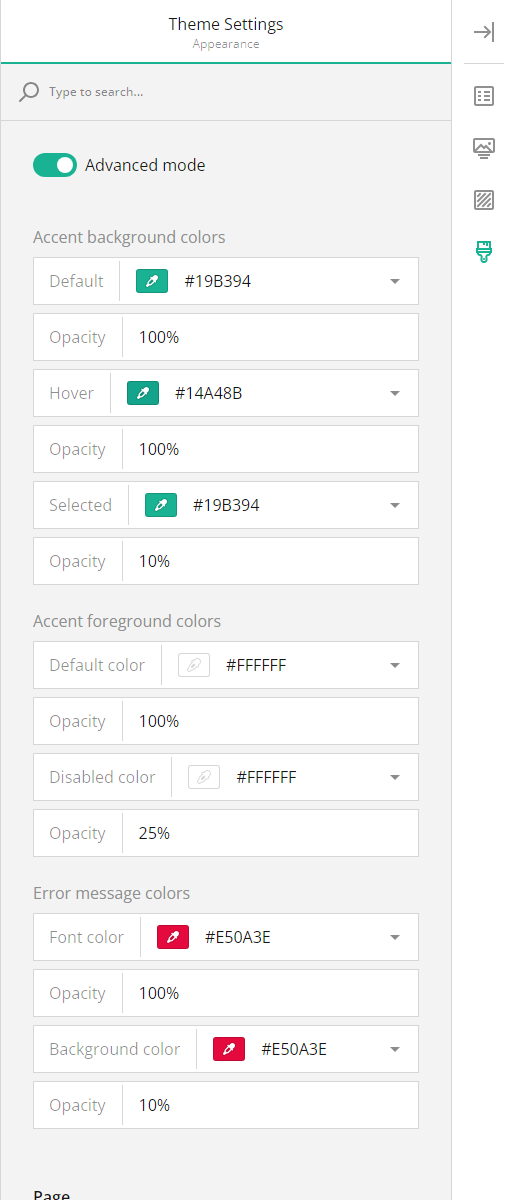 Theme Settings
Appearance
Type to search...
Advanced mode
Accent background colors
Default #19B394
Opacity 100%
Hover #14A48B
Opacity 100%
Selected #19B394
Opacity 10%
Accent foreground colors
Default color #FFFFFF
Opacity 100%
Disabled color #FFFFFF
Opacity 25%
Error message colors
Font color #E50A3E
Opacity 100%
Background color #E50A3E
Opacity 10%
Page